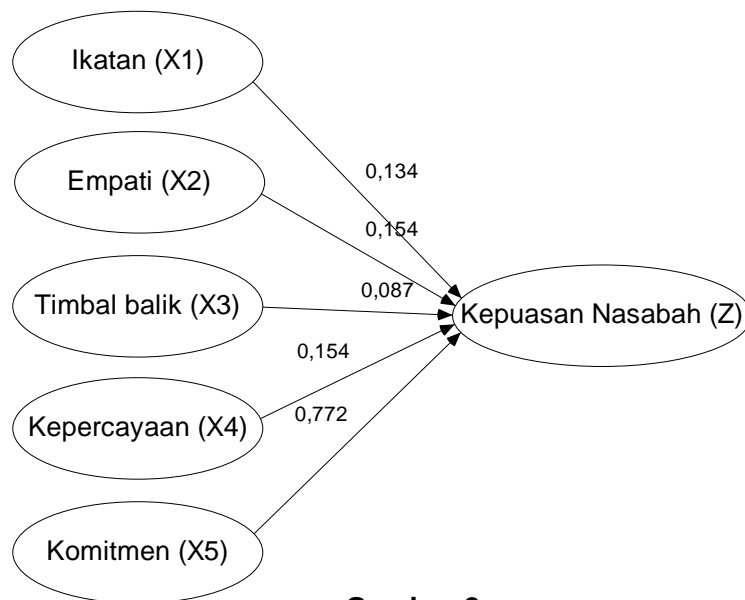 Ikatan (X1)
0,134
Empati (X2)
0,154
0,087
Timbal balik (X3)
Kepuasan Nasabah (Z)
0,154
Kepercayaan (X4)
0,772
Komitmen (X5)